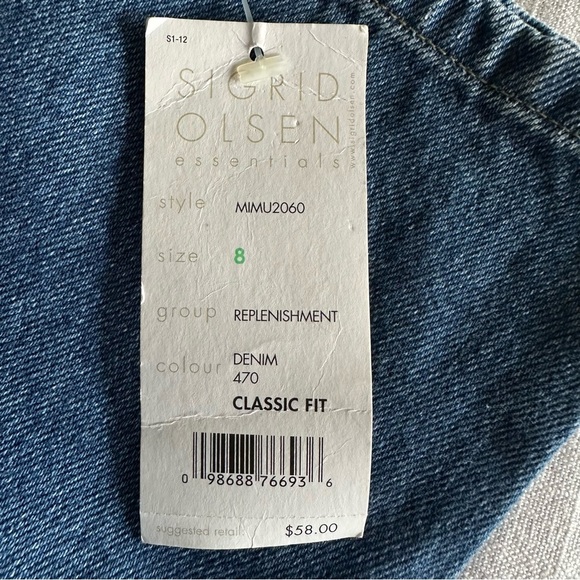 S1-12
SIGRID
OLSEN
essentials
www.sigridolsen.com
style MIMU2060
size 8
group REPLENISHMENT
colour DENIM
470
CLASSIC FIT
0 98688 76693 6
suggested retail: $58.00